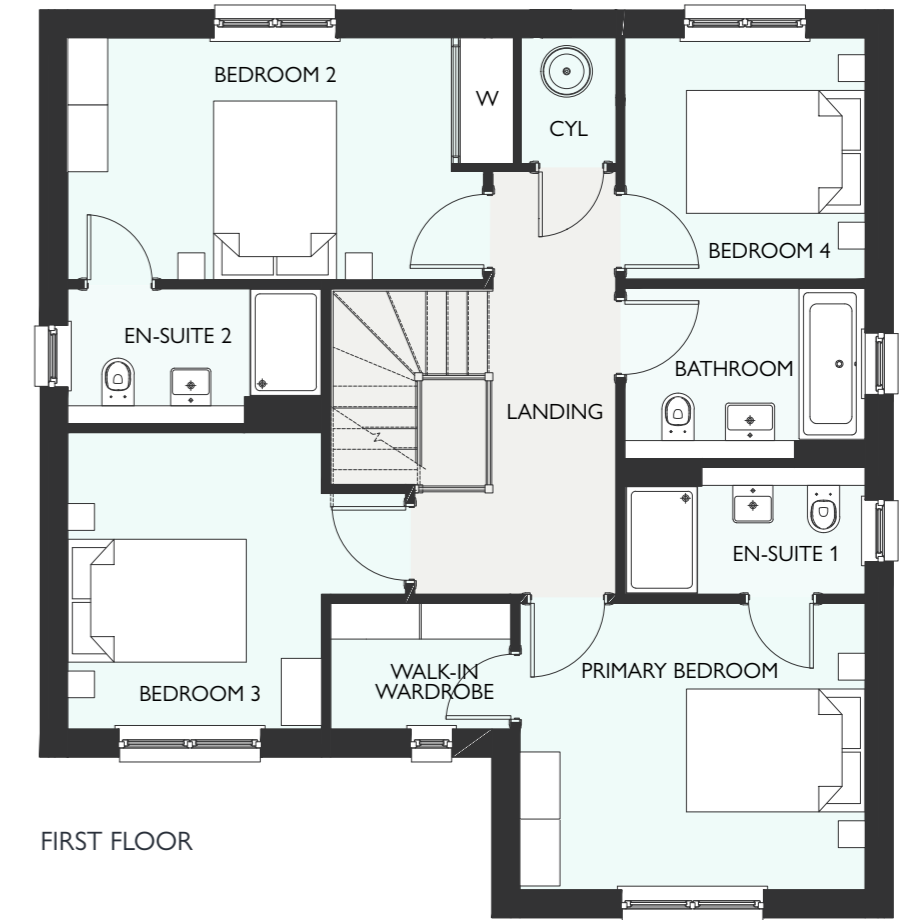 BEDROOM 2
W
CYL
BEDROOM 4
EN-SUITE 2
BATHROOM
LANDING
EN-SUITE 1
WALK-IN
WARDROBE
PRIMARY BEDROOM
BEDROOM 3
FIRST FLOOR